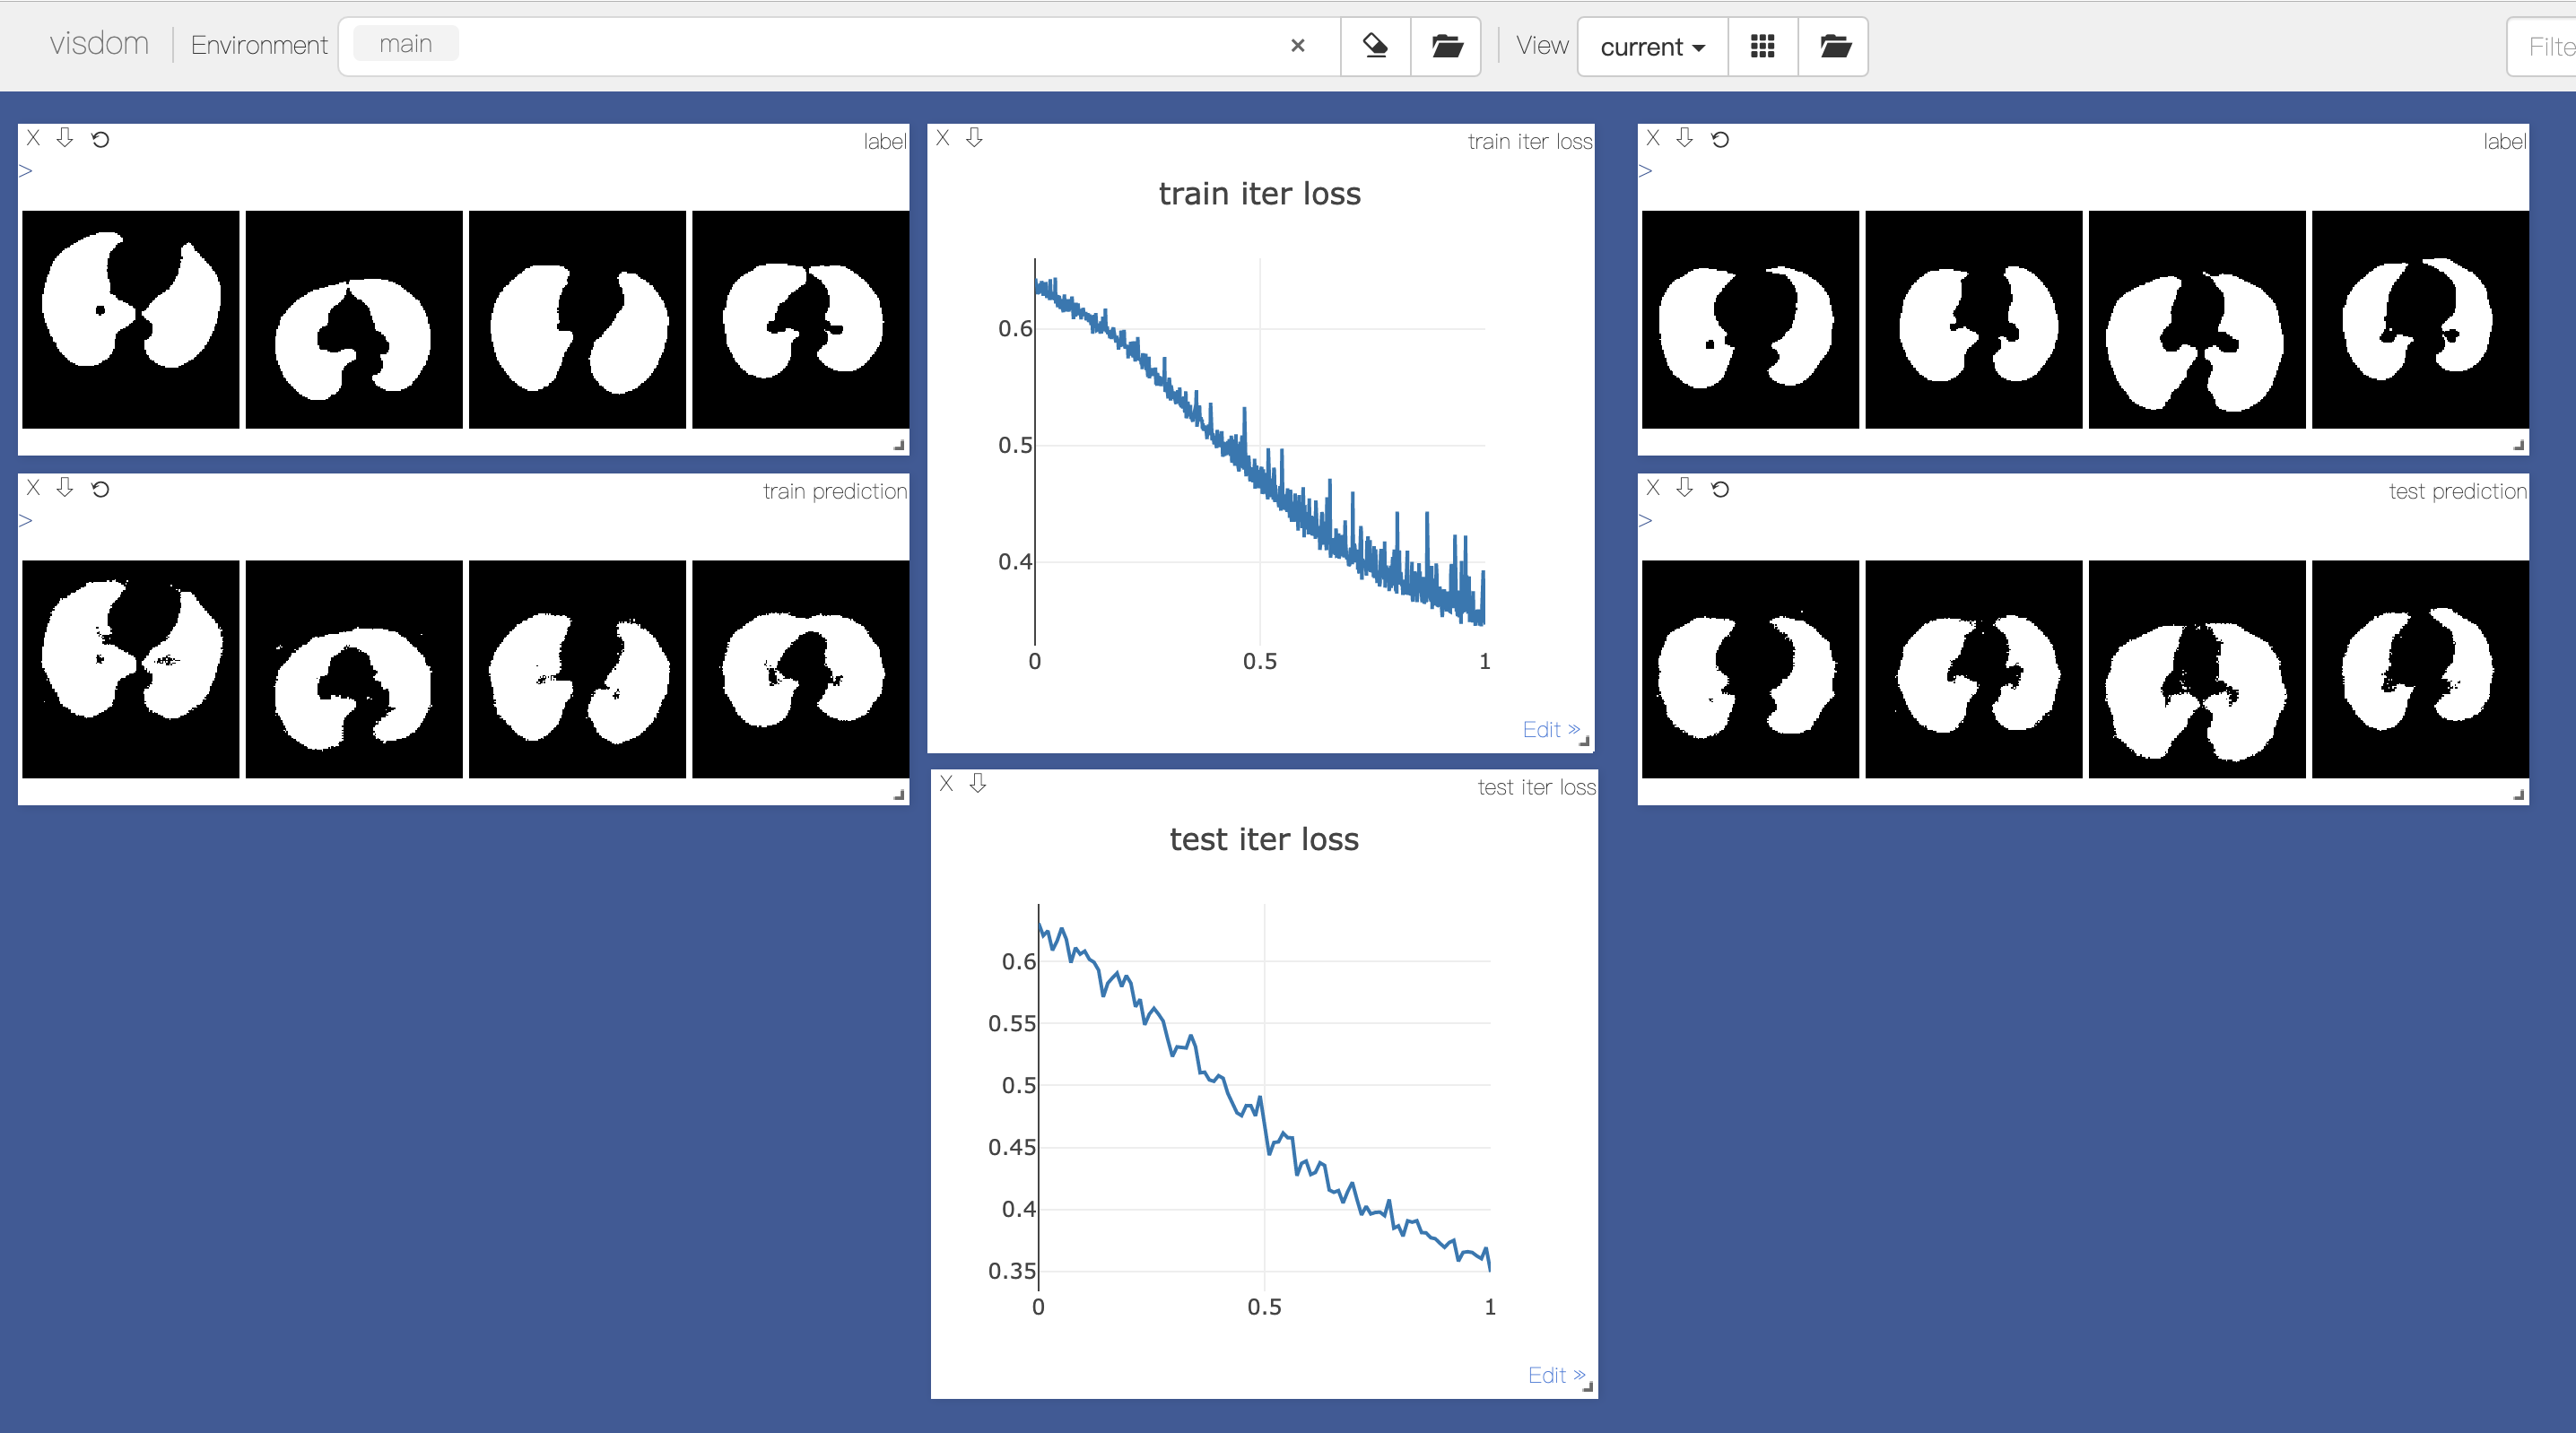 visdom Environment main × View current Filte
X label
>
X train prediction
>
X train iter loss
train iter loss
0.6
0.5
0.4
0 0.5 1
Edit »
X test iter loss
test iter loss
0.6
0.55
0.5
0.45
0.4
0.35
0 0.5 1
Edit »
X label
>
X test prediction
>